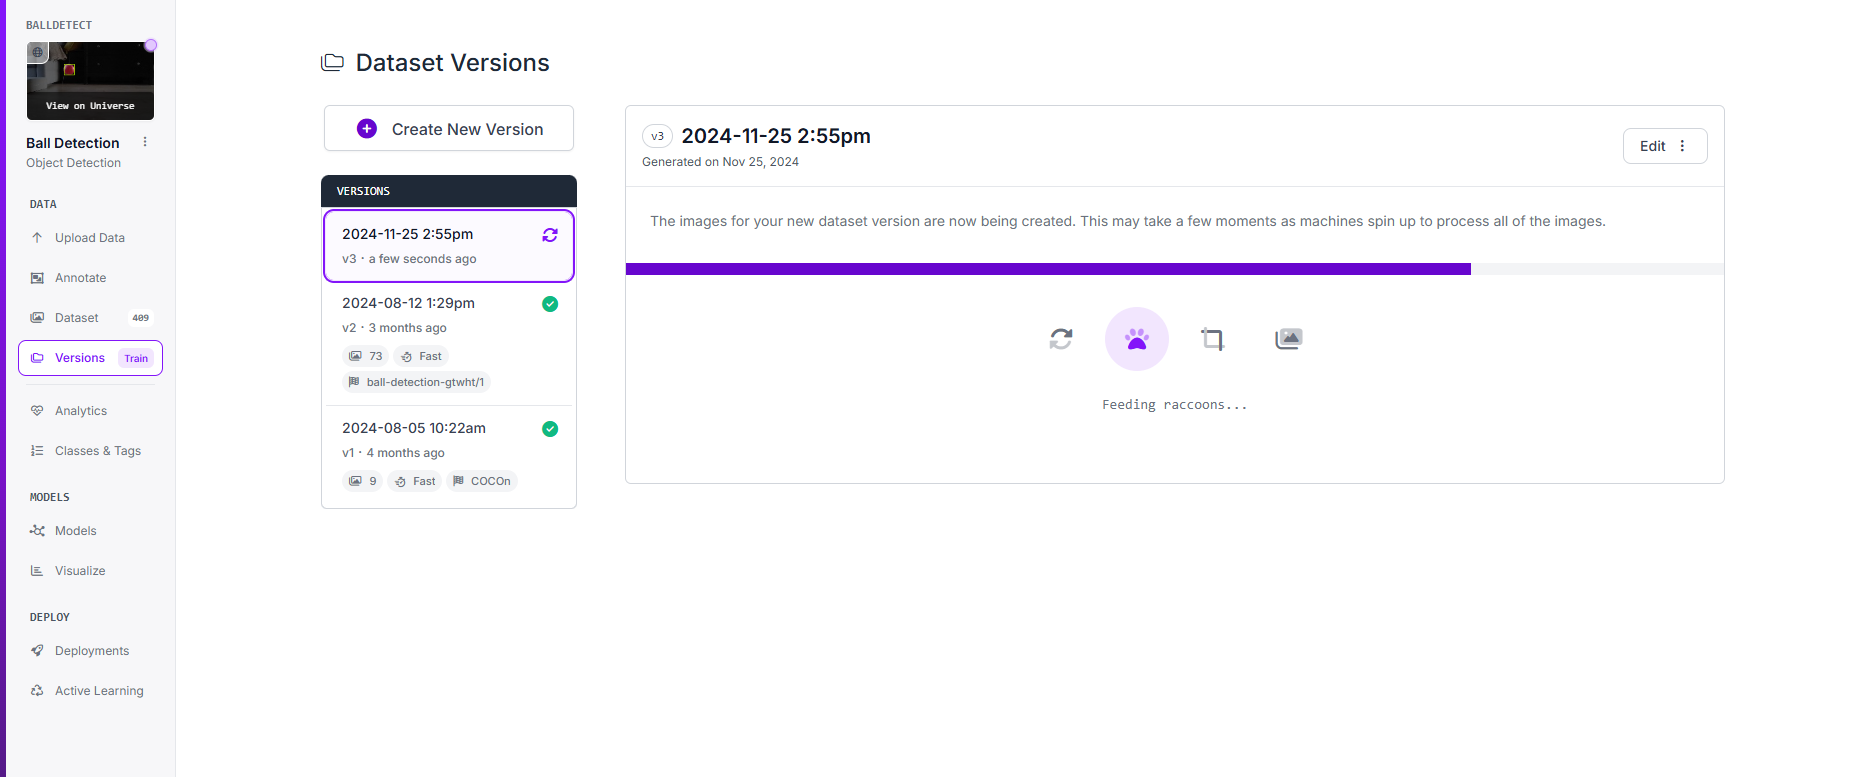 BALLDETECT
View on Universe
Ball Detection
Object Detection
DATA
Upload Data
Annotate
Dataset 409
Versions Train
Analytics
Classes & Tags
MODELS
Models
Visualize
DEPLOY
Deployments
Active Learning
Dataset Versions
Create New Version
VERSIONS
2024-11-25 2:55pm
v3 · a few seconds ago
2024-08-12 1:29pm
v2 · 3 months ago
73 Fast
ball-detection-gtwht/1
2024-08-05 10:22am
v1 · 4 months ago
9 Fast COCOn
v3 2024-11-25 2:55pm
Generated on Nov 25, 2024
Edit
The images for your new dataset version are now being created. This may take a few moments as machines spin up to process all of the images.
Feeding raccoons...